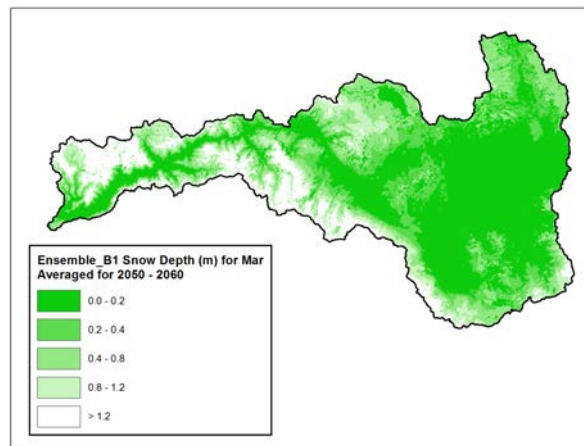 Ensemble_B1 Snow Depth (m) for Mar
Averaged for 2050 - 2060
0.0 - 0.2
0.2 - 0.4
0.4 - 0.8
0.8 - 1.2
> 1.2